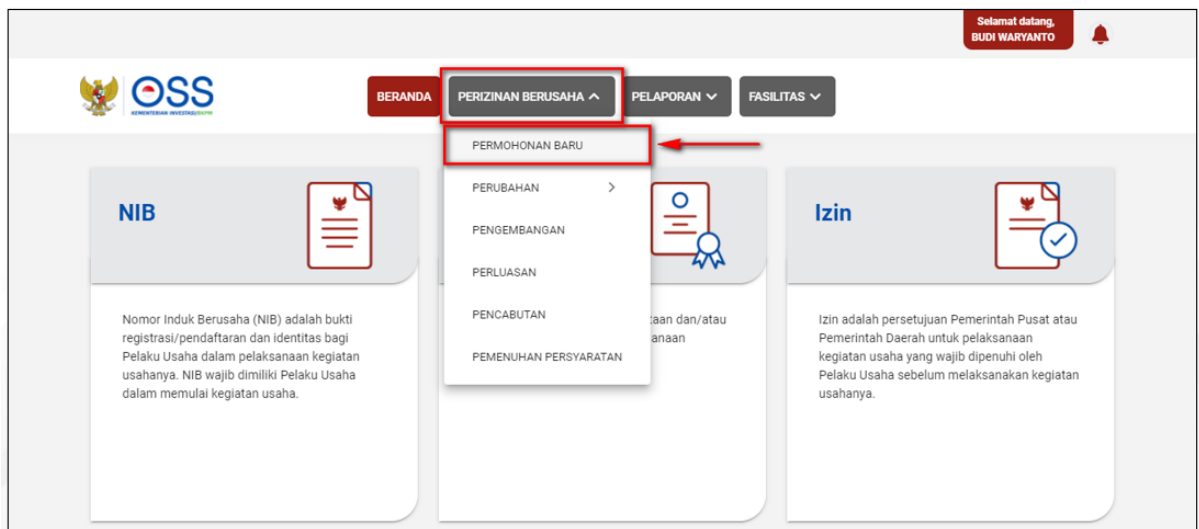 Selamat datang,
BUDI WARYANTO
OSS
KEMENTERIAN INVESTASI/BKPM
BERANDA
PERIZINAN BERUSAHA
PELAPORAN
FASILITAS
PERMOHONAN BARU
PERUBAHAN
PENGEMBANGAN
PERLUASAN
PENCABUTAN
PEMENUHAN PERSYARATAN
NIB
Nomor Induk Berusaha (NIB) adalah bukti
registrasi/pendaftaran dan identitas bagi
Pelaku Usaha dalam pelaksanaan kegiatan
usahanya. NIB wajib dimiliki Pelaku Usaha
dalam memulai kegiatan usaha.
dan/atau
Izin
Izin adalah persetujuan Pemerintah Pusat atau
Pemerintah Daerah untuk pelaksanaan
kegiatan usaha yang wajib dipenuhi oleh
Pelaku Usaha sebelum melaksanakan kegiatan
usahanya.